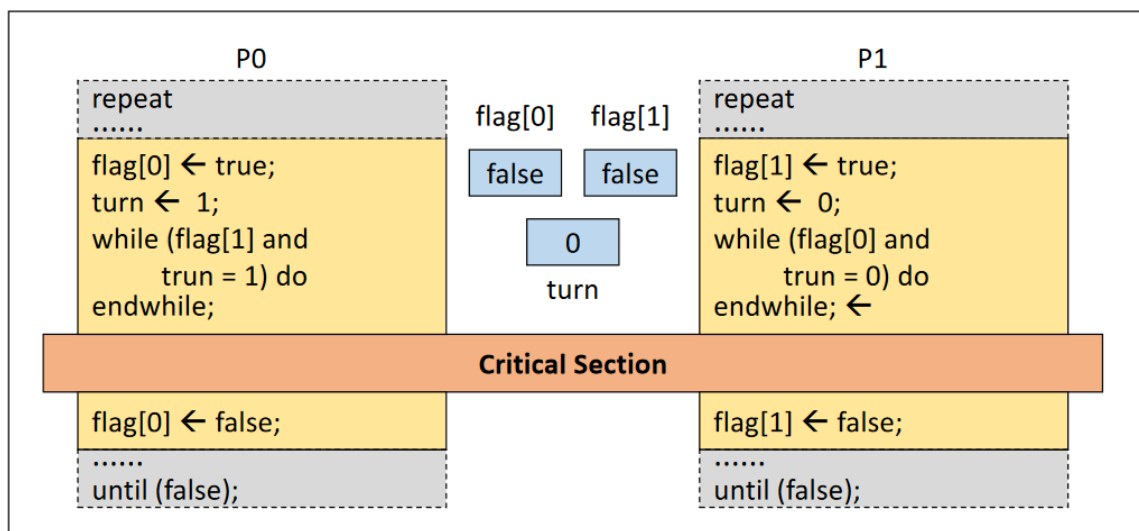 P0
repeat
......
flag[0] ← true;
turn ← 1;
while (flag[1] and
trun = 1) do
endwhile;
flag[0] flag[1]
false false
0
turn
P1
repeat
......
flag[1] ← true;
turn ← 0;
while (flag[0] and
trun = 0) do
endwhile; ←
Critical Section
flag[0] ← false;
......
until (false);
flag[1] ← false;
......
until (false);